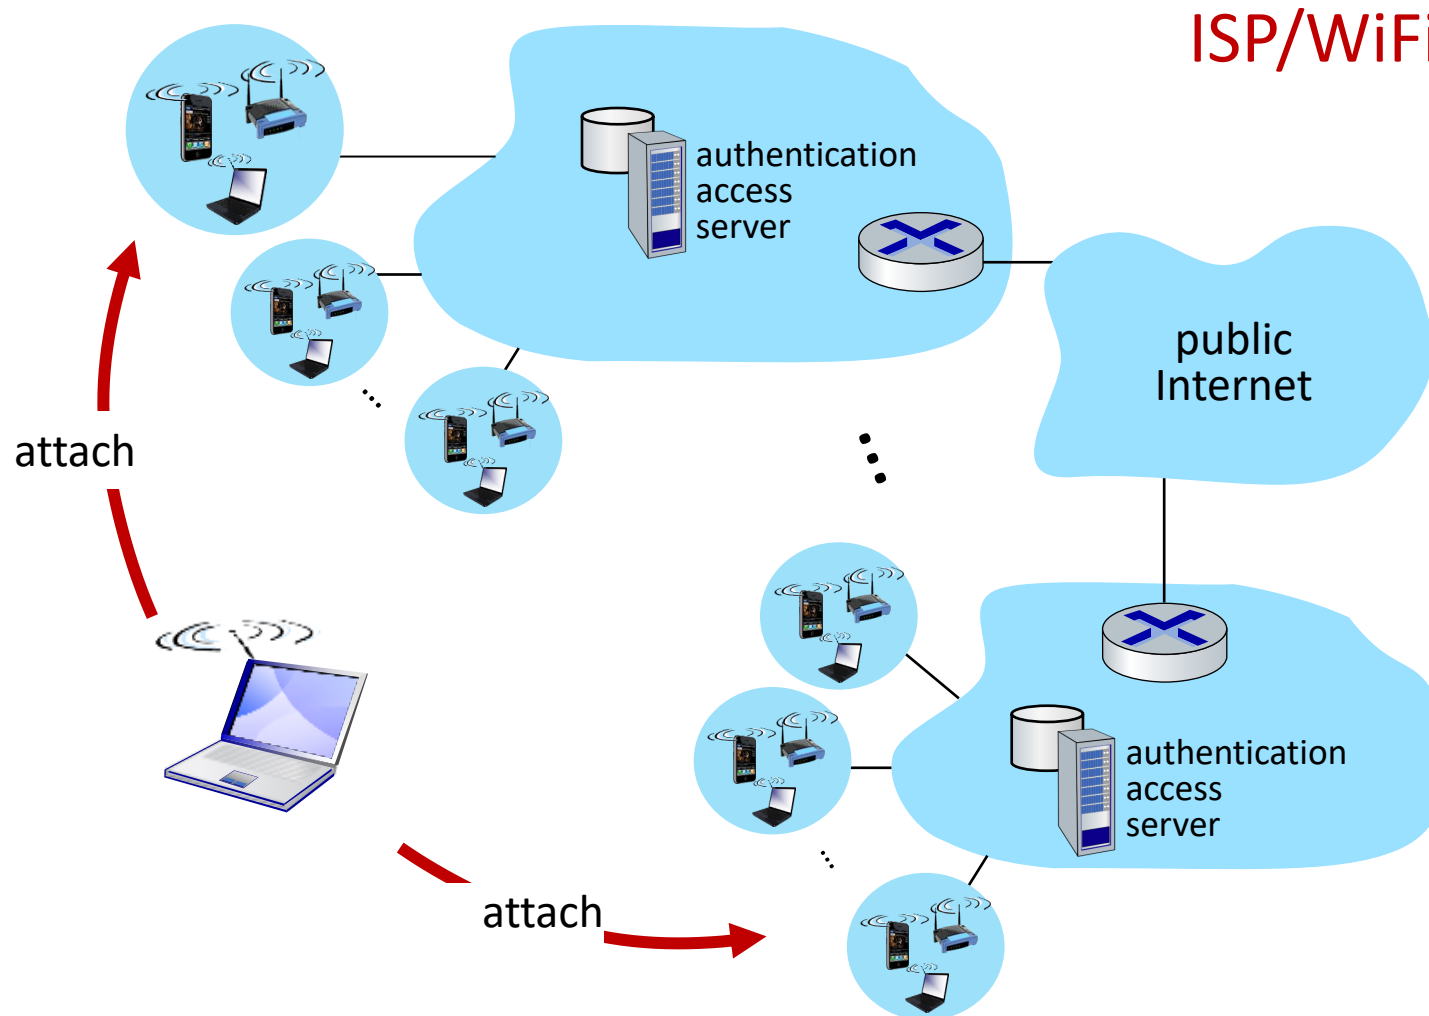 ISP/WiFi
authentication
access
server
public
Internet
attach
authentication
access
server
attach